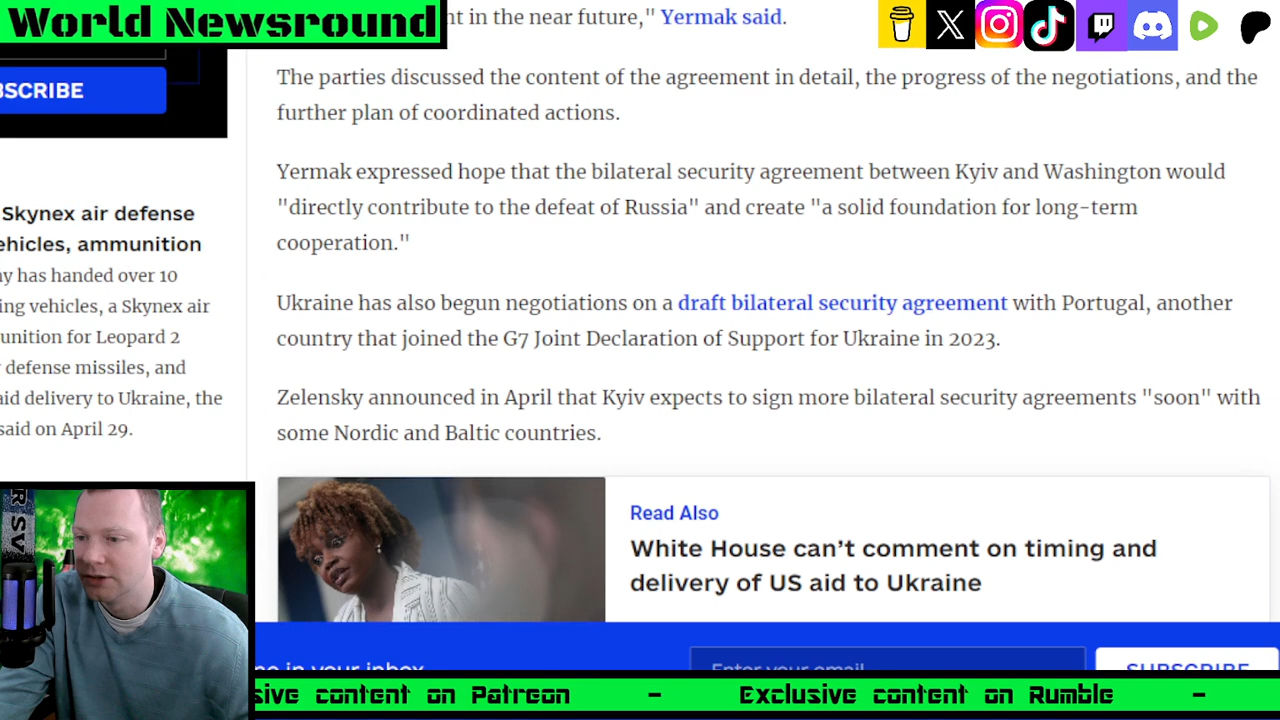 World Newsround
nt in the near future," Yermak said.
The parties discussed the content of the agreement in detail, the progress of the negotiations, and the
further plan of coordinated actions.
Yermak expressed hope that the bilateral security agreement between Kyiv and Washington would
"directly contribute to the defeat of Russia" and create "a solid foundation for long-term
cooperation."
Ukraine has also begun negotiations on a draft bilateral security agreement with Portugal, another
country that joined the G7 Joint Declaration of Support for Ukraine in 2023.
Zelensky announced in April that Kyiv expects to sign more bilateral security agreements "soon" with
some Nordic and Baltic countries.
Read Also
White House can't comment on timing and
delivery of US aid to Ukraine
BSCRIBE
Skynex air defense
ehicles, ammunition
ny has handed over 10
ing vehicles, a Skynex air
unition for Leopard 2
defense missiles, and
aid delivery to Ukraine, the
said on April 29.
R SV
ne in your inbox
Enter your email
SUBSCRIBE
sive content on Patreon - Exclusive content on Rumble -